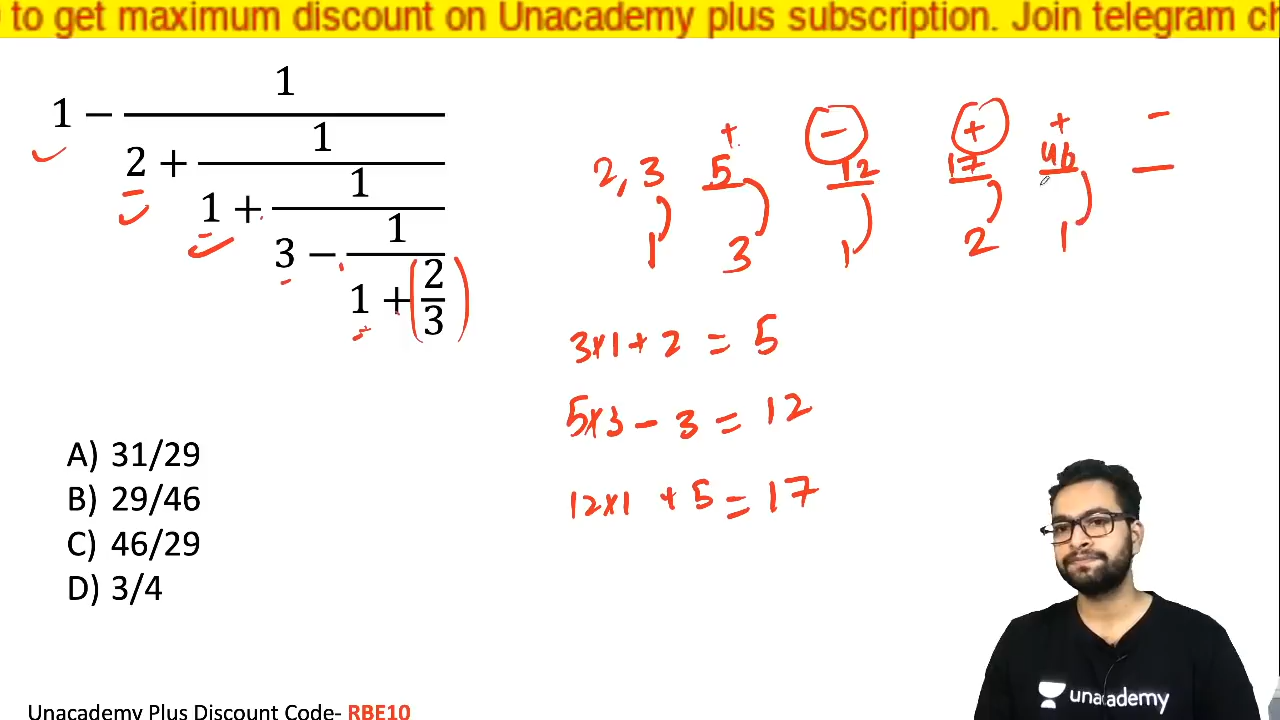 to get maximum discount on Unacademy plus subscription. Join telegram ch
1 − 1
2 + 1
1 + 1
3 − 1
1 + (2/3)
+ − + + −
2, 3 5 12 17 46
1 3 1 2 1
3×1 + 2 = 5
5×3 − 3 = 12
12×1 + 5 = 17
A) 31/29
B) 29/46
C) 46/29
D) 3/4
unacademy
Unacademy Plus Discount Code- RBE10